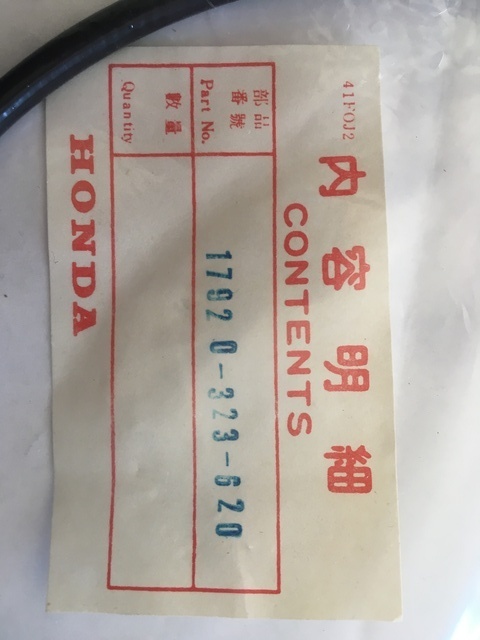 41FOJ2
内容明細
CONTENTS
部品
番號
Part No.
17920-323-620
數量
Quantity
HONDA